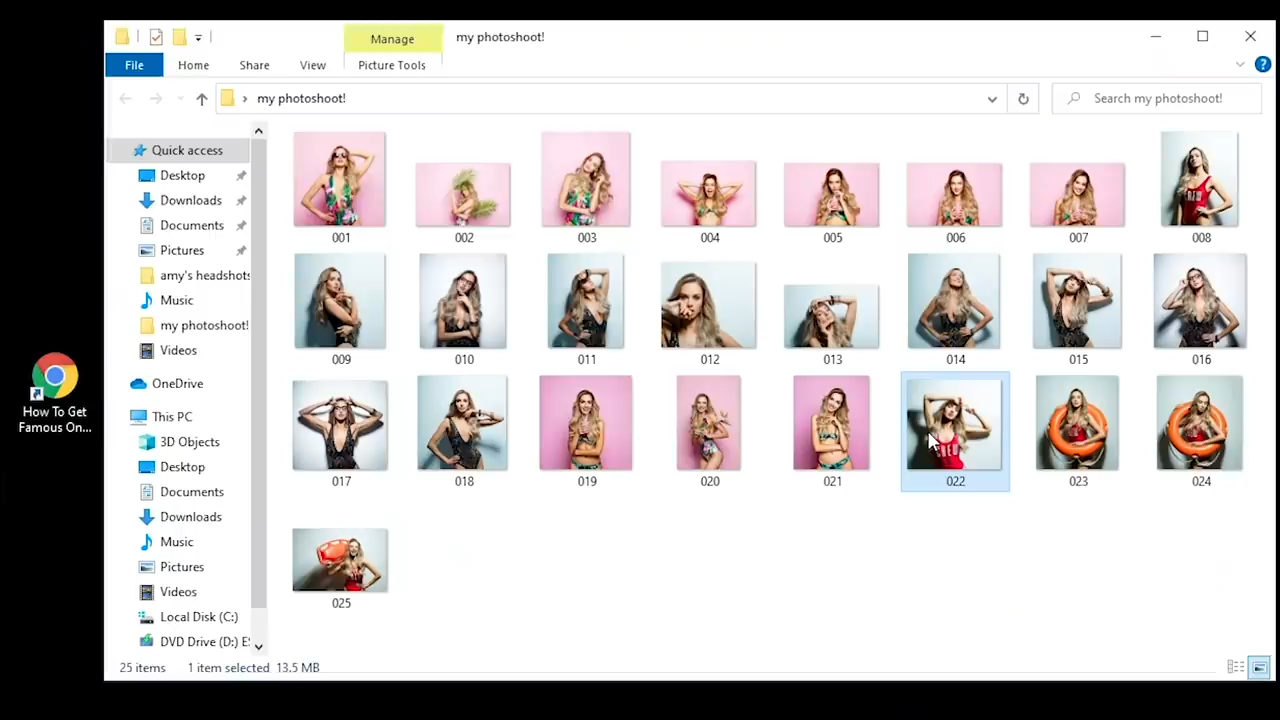 Manage
my photoshoot!
File
Home
Share
View
Picture Tools
my photoshoot!
Search my photoshoot!
Quick access
Desktop
Downloads
Documents
Pictures
amy's headshots
Music
my photoshoot!
Videos
OneDrive
This PC
3D Objects
Desktop
Documents
Downloads
Music
Pictures
Videos
Local Disk (C:)
DVD Drive (D:) ES
001
002
003
004
005
006
007
008
009
010
011
012
013
014
015
016
017
018
019
020
021
022
023
024
025
How To Get
Famous On...
25 items
1 item selected 13.5 MB